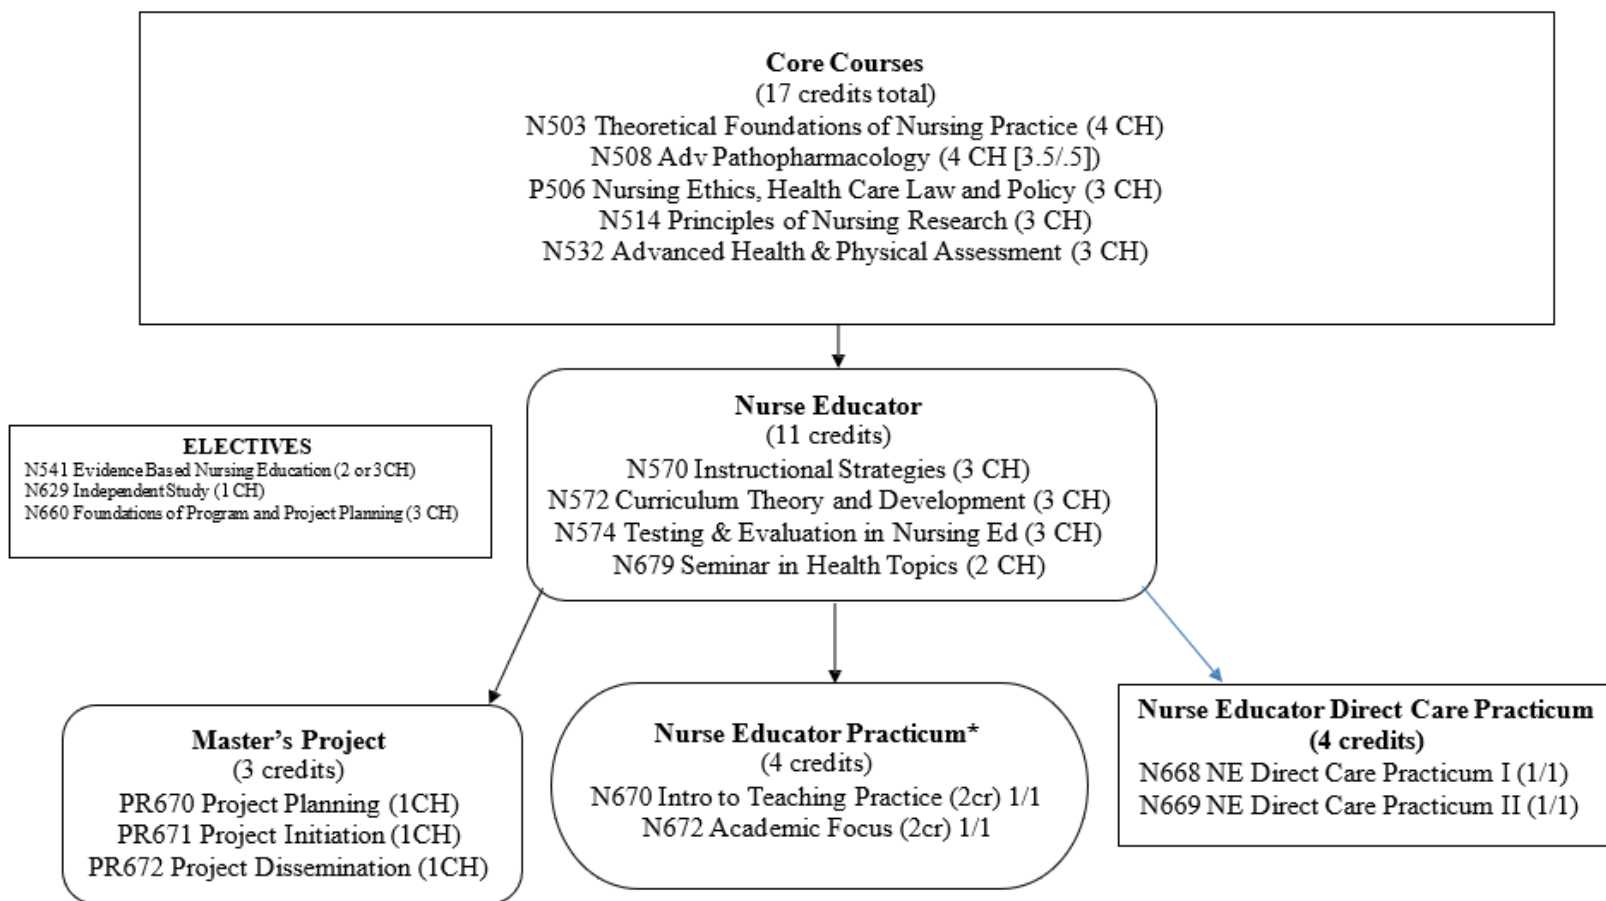 Core Courses
(17 credits total)
N503 Theoretical Foundations of Nursing Practice (4 CH)
N508 Adv Pathopharmacology (4 CH [3.5/.5])
P506 Nursing Ethics, Health Care Law and Policy (3 CH)
N514 Principles of Nursing Research (3 CH)
N532 Advanced Health & Physical Assessment (3 CH)
Nurse Educator
(11 credits)
N570 Instructional Strategies (3 CH)
N572 Curriculum Theory and Development (3 CH)
N574 Testing & Evaluation in Nursing Ed (3 CH)
N679 Seminar in Health Topics (2 CH)
ELECTIVES
N541 Evidence Based Nursing Education (2 or 3CH)
N629 Independent Study (1 CH)
N660 Foundations of Program and Project Planning (3 CH)
Master's Project
(3 credits)
PR670 Project Planning (1CH)
PR671 Project Initiation (1CH)
PR672 Project Dissemination (1CH)
Nurse Educator Practicum*
(4 credits)
N670 Intro to Teaching Practice (2cr) 1/1
N672 Academic Focus (2cr) 1/1
Nurse Educator Direct Care Practicum
(4 credits)
N668 NE Direct Care Practicum I (1/1)
N669 NE Direct Care Practicum II (1/1)